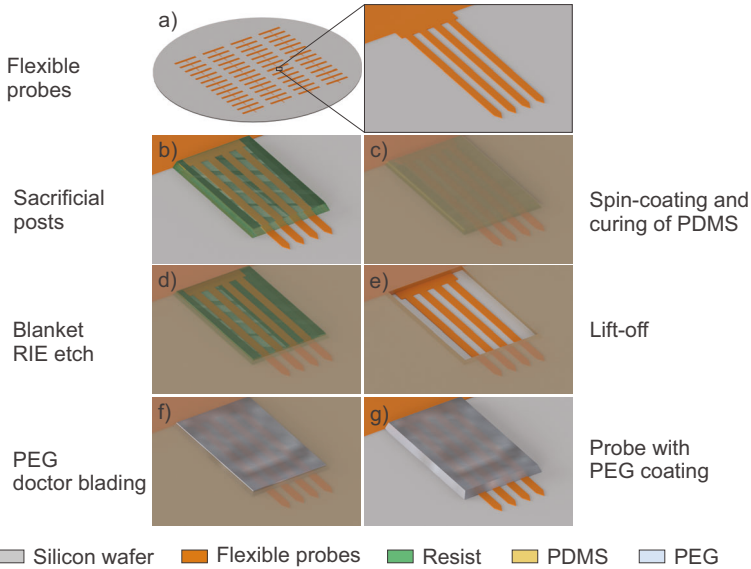 a)
Flexible
probes
b)
c)
Sacrificial
posts
Spin-coating and
curing of PDMS
d)
e)
Blanket
RIE etch
Lift-off
f)
g)
PEG
doctor blading
Probe with
PEG coating
Silicon wafer
Flexible probes
Resist
PDMS
PEG